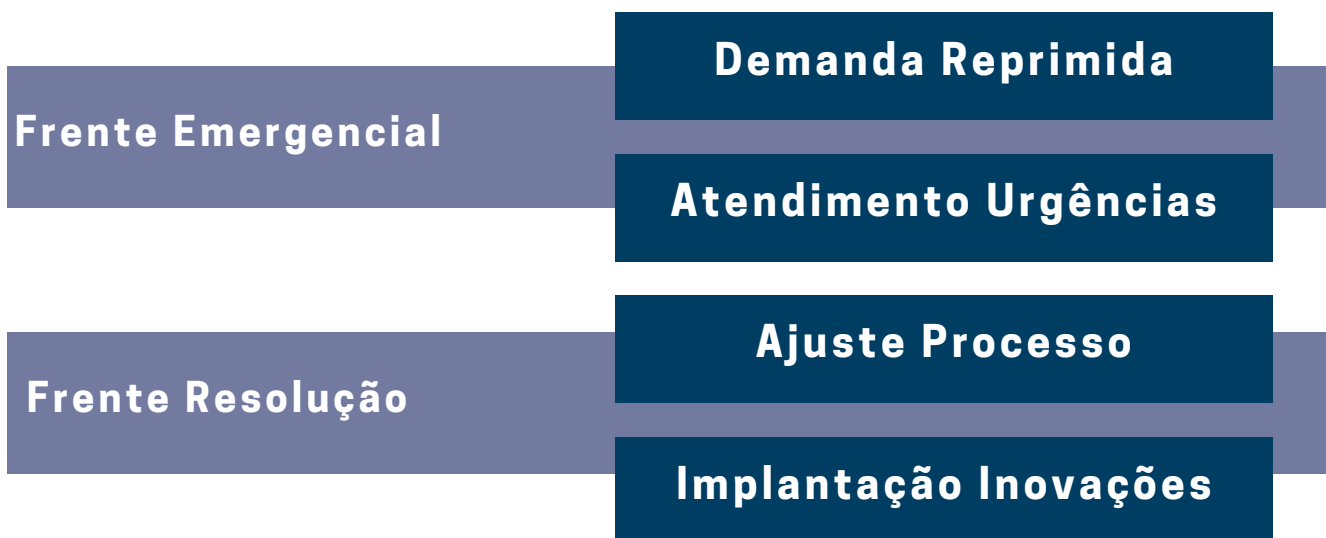 Frente Emergencial
Demanda Reprimida
Atendimento Urgências
Frente Resolução
Ajuste Processo
Implantação Inovações